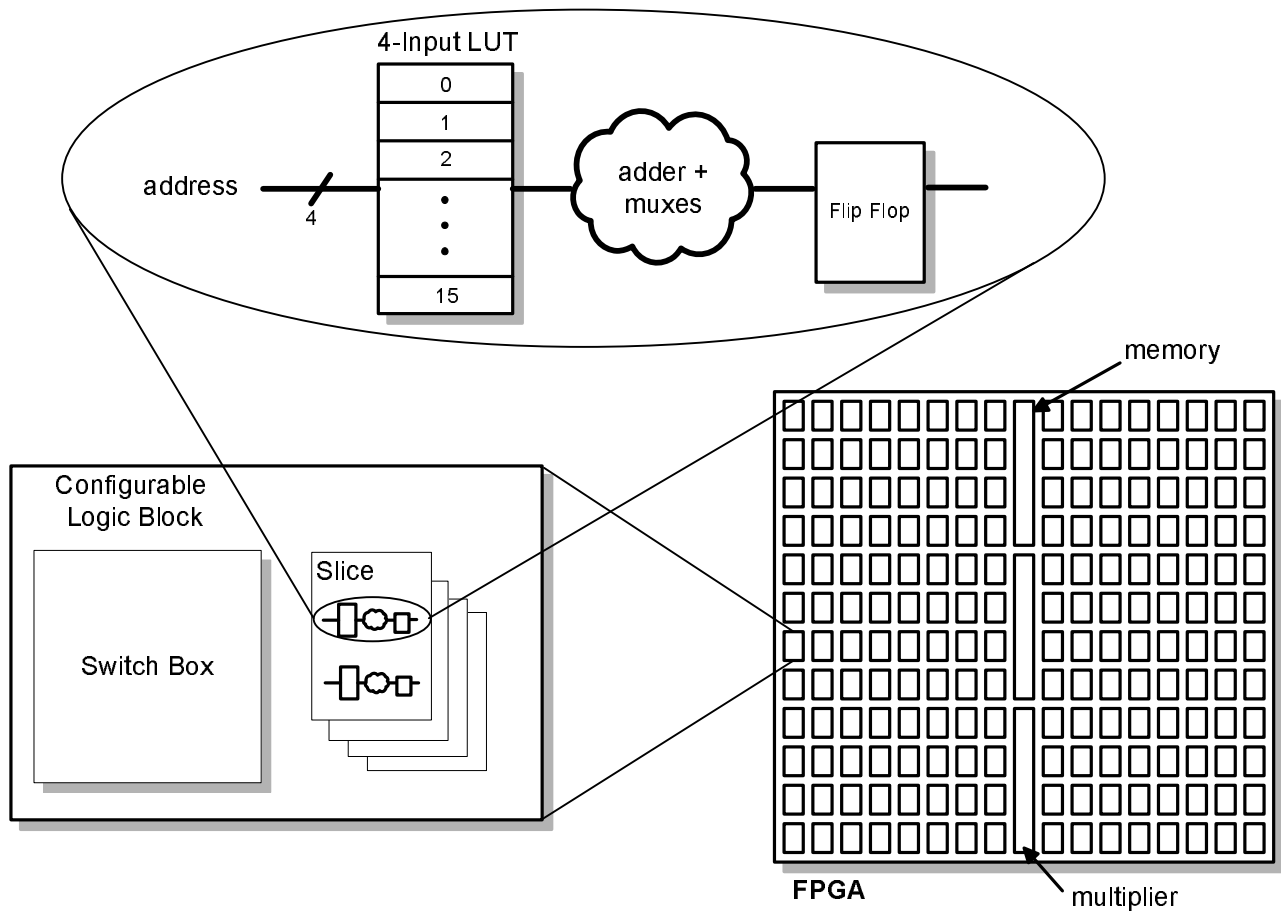 4-Input LUT
0
1
2
15
address
4
adder +
muxes
Flip Flop
memory
Configurable
Logic Block
Slice
Switch Box
FPGA
multiplier